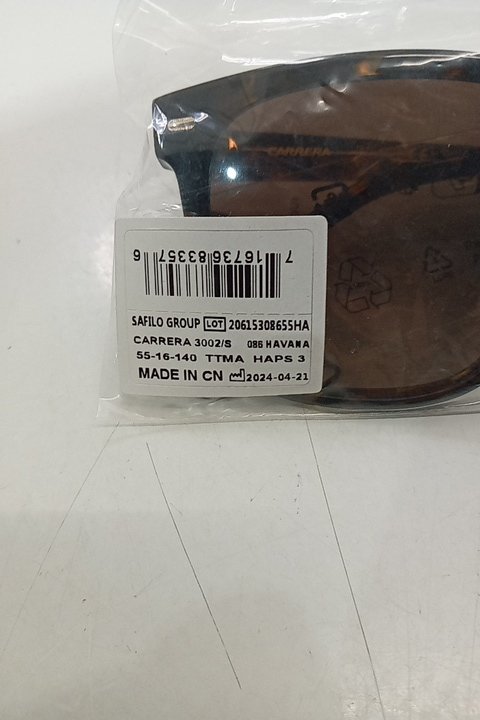 CARRERA
7 16736 83357 6
SAFILO GROUP LOT 20615308655HA
CARRERA 3002/S 086 HAVANA
55-16-140 TTMA HAPS 3
MADE IN CN 2024-04-21